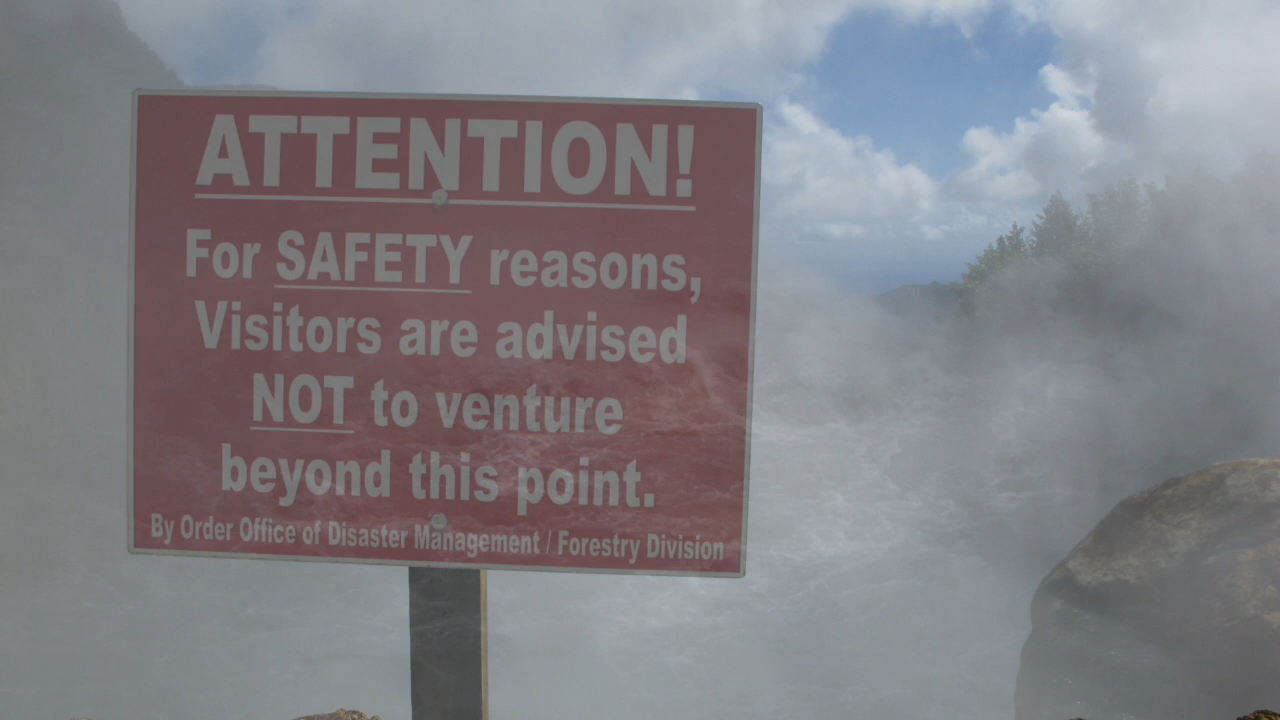 ATTENTION!
For SAFETY reasons,
Visitors are advised
NOT to venture
beyond this point.
By Order Office of Disaster Management / Forestry Division